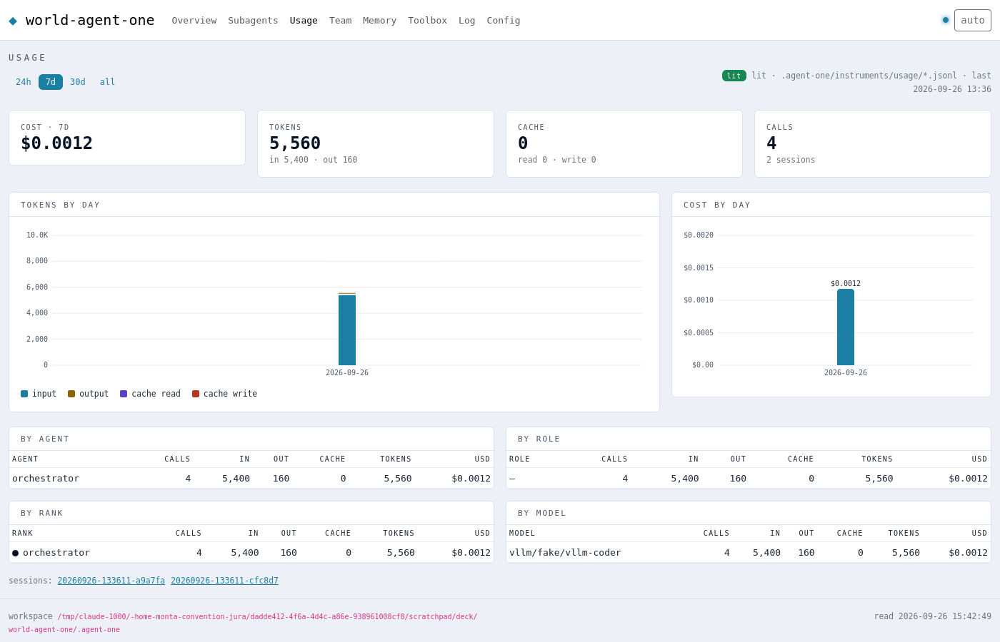 world-agent-one Overview Subagents Usage Team Memory Toolbox Log Config auto
USAGE
24h 7d 30d all
lit lit · .agent-one/instruments/usage/*.jsonl · last
2026-09-26 13:36
COST · 7D
$0.0012
TOKENS
5,560
in 5,400 · out 160
CACHE
0
read 0 · write 0
CALLS
4
2 sessions
TOKENS BY DAY
10.0K
8,000
6,000
4,000
2,000
0
2026-09-26
input output cache read cache write
COST BY DAY
$0.0020
$0.0015
$0.0012
$0.0010
$0.0005
$0.00
2026-09-26
BY AGENT
AGENT CALLS IN OUT CACHE TOKENS USD
orchestrator 4 5,400 160 0 5,560 $0.0012
BY ROLE
ROLE CALLS IN OUT CACHE TOKENS USD
— 4 5,400 160 0 5,560 $0.0012
BY RANK
RANK CALLS IN OUT CACHE TOKENS USD
orchestrator 4 5,400 160 0 5,560 $0.0012
BY MODEL
MODEL CALLS IN OUT CACHE TOKENS USD
vllm/fake/vllm-coder 4 5,400 160 0 5,560 $0.0012
sessions: 20260926-133611-a9a7fa 20260926-133611-cfc8d7
workspace /tmp/claude-1000/-home-monta-convention-jura/dadde412-4f6a-4d4c-a86e-938961008cf8/scratchpad/deck/
world-agent-one/.agent-one
read 2026-09-26 15:42:49